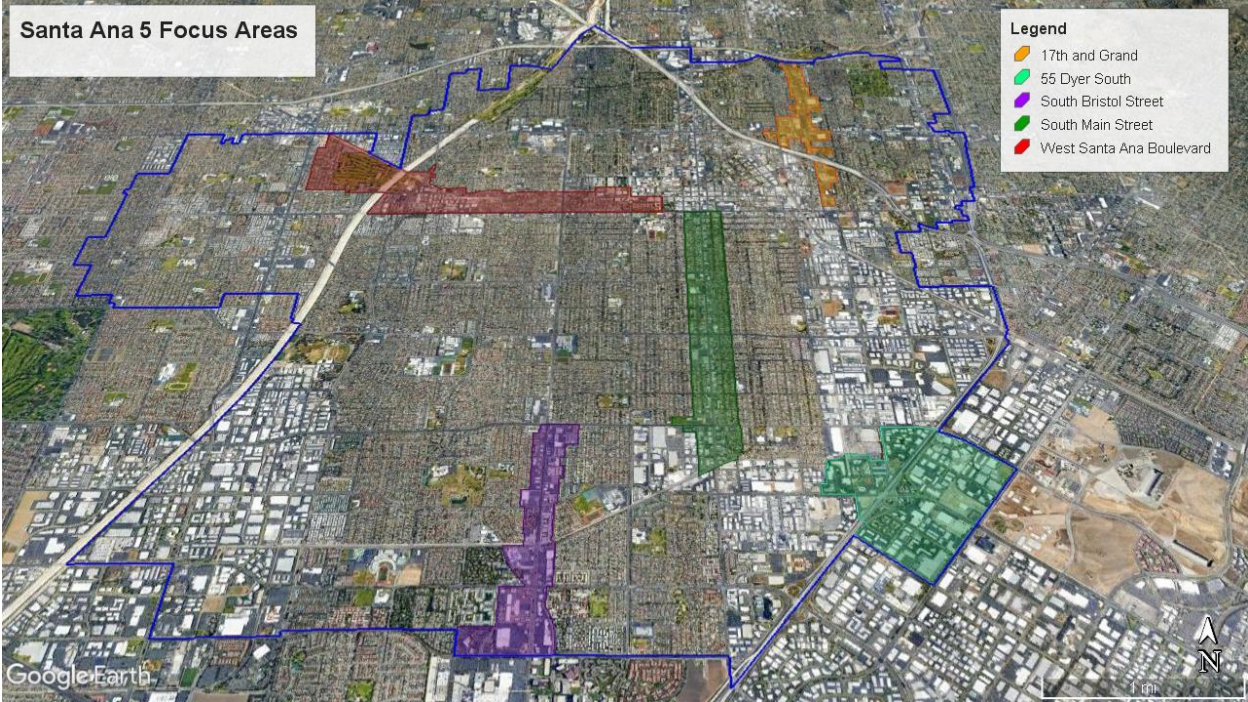 Santa Ana 5 Focus Areas
Legend
17th and Grand
55 Dyer South
South Bristol Street
South Main Street
West Santa Ana Boulevard
N
Google Earth
1 mi